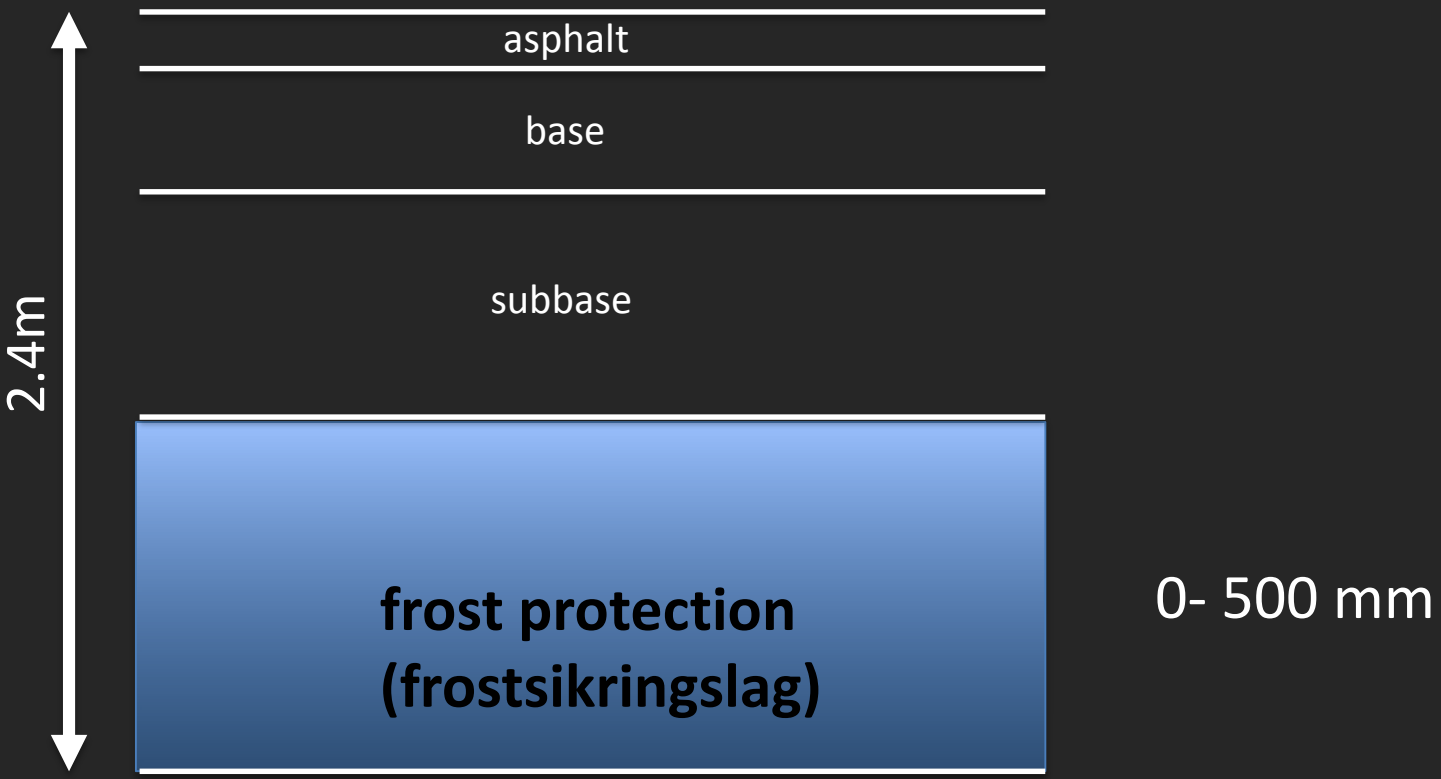 asphalt
base
subbase
2.4m
frost protection
(frostsikringslag)
0- 500 mm